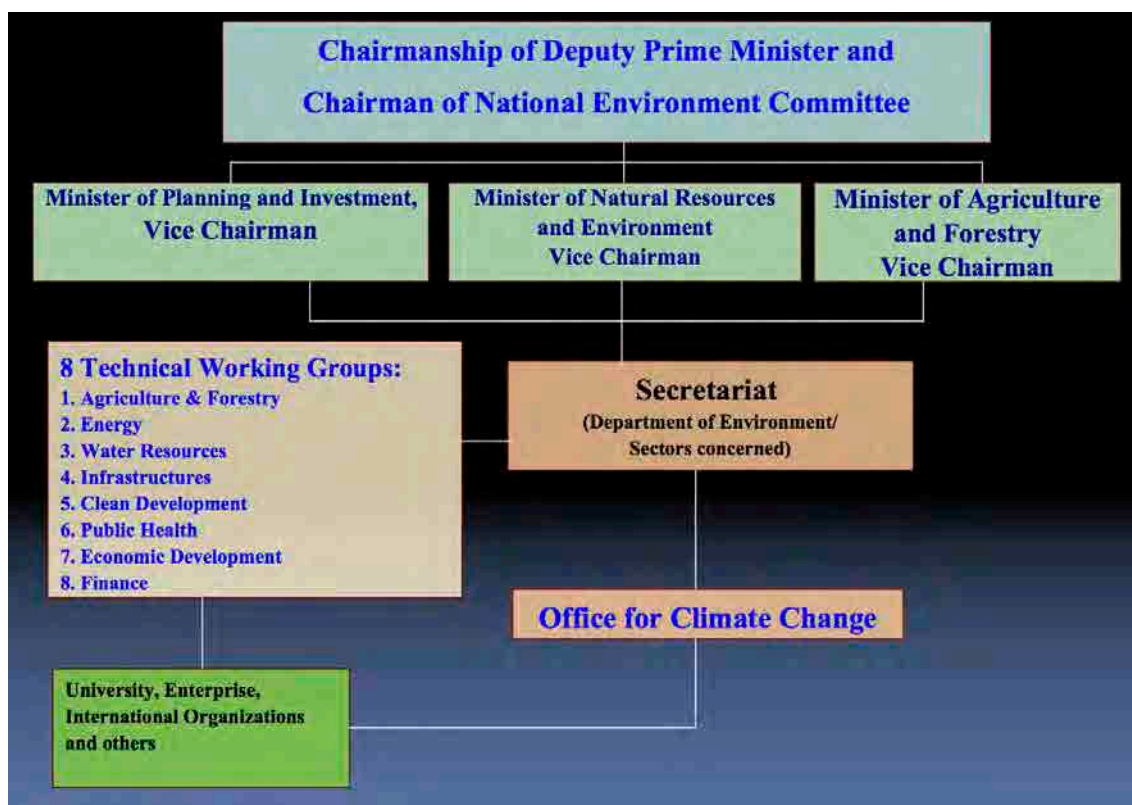 Chairmanship of Deputy Prime Minister and
Chairman of National Environment Committee
Minister of Planning and Investment,
Vice Chairman
Minister of Natural Resources
and Environment
Vice Chairman
Minister of Agriculture
and Forestry
Vice Chairman
8 Technical Working Groups:
1. Agriculture & Forestry
2. Energy
3. Water Resources
4. Infrastructures
5. Clean Development
6. Public Health
7. Economic Development
8. Finance
Secretariat
(Department of Environment/
Sectors concerned)
Office for Climate Change
University, Enterprise,
International Organizations
and others